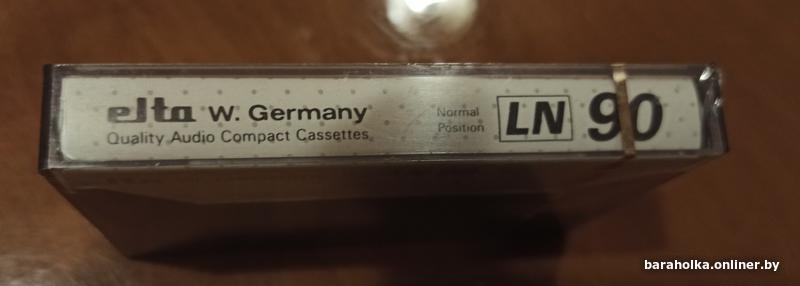 elta W. Germany
Quality Audio Compact Cassettes
Normal
Position
LN 90
baraholka.onliner.by